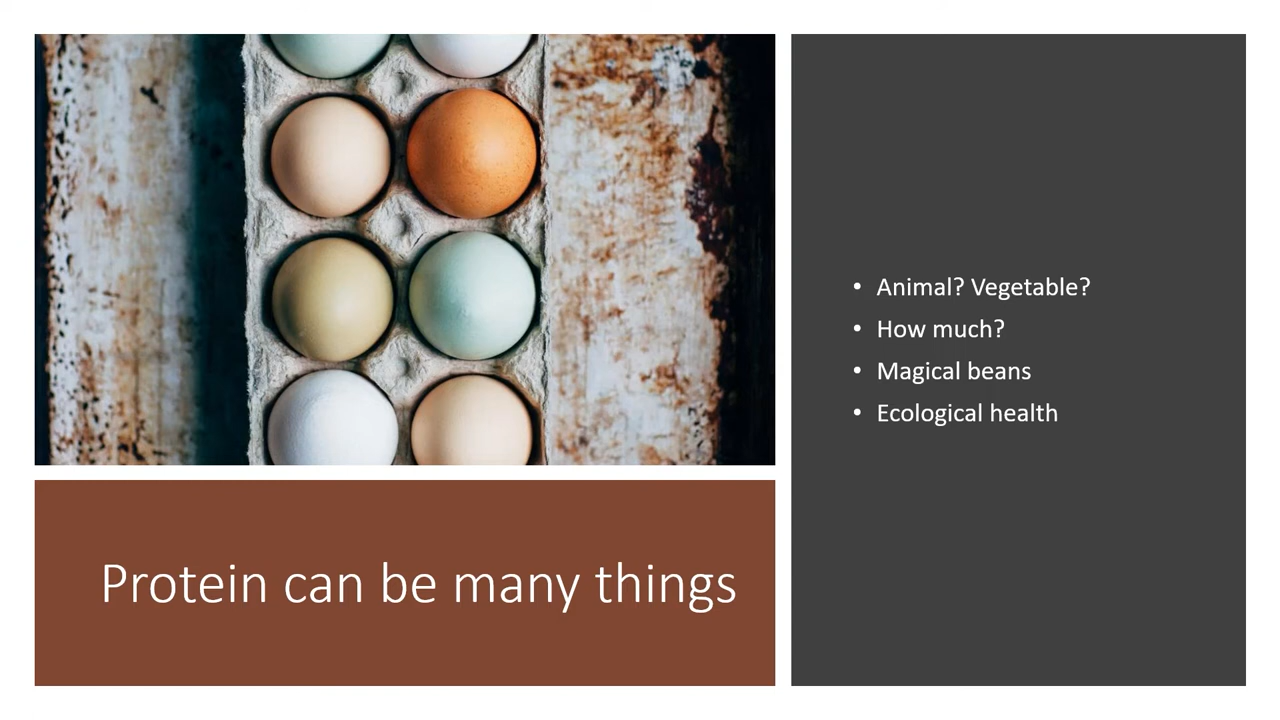 Protein can be many things
Animal? Vegetable?
How much?
Magical beans
Ecological health